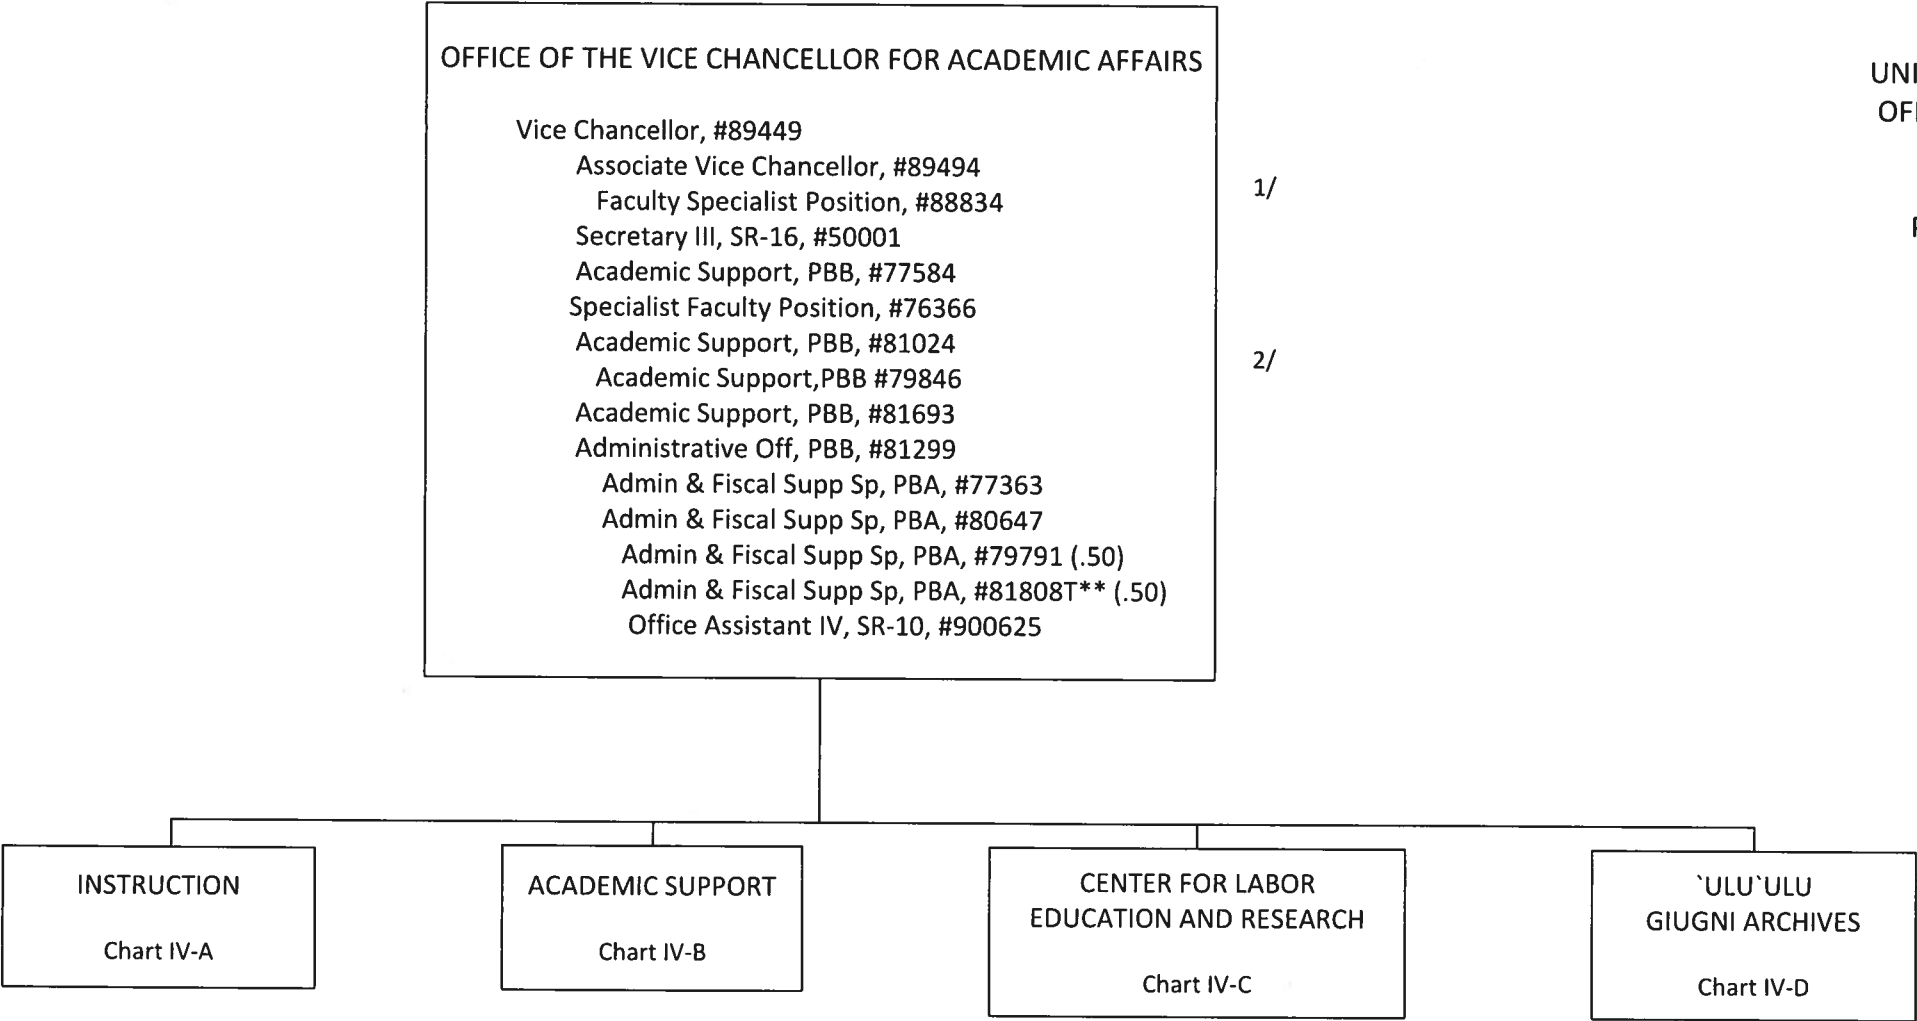 OFFICE OF THE VICE CHANCELLOR FOR ACADEMIC AFFAIRS
Vice Chancellor, #89449
Associate Vice Chancellor, #89494
Faculty Specialist Position, #88834
Secretary III, SR-16, #50001
Academic Support, PBB, #77584
Specialist Faculty Position, #76366
Academic Support, PBB, #81024
Academic Support,PBB #79846
Academic Support, PBB, #81693
Administrative Off, PBB, #81299
Admin & Fiscal Supp Sp, PBA, #77363
Admin & Fiscal Supp Sp, PBA, #80647
Admin & Fiscal Supp Sp, PBA, #79791 (.50)
Admin & Fiscal Supp Sp, PBA, #81808T** (.50)
Office Assistant IV, SR-10, #900625
1/
2/
UNI
OFI
INSTRUCTION
Chart IV-A
ACADEMIC SUPPORT
Chart IV-B
CENTER FOR LABOR
EDUCATION AND RESEARCH
Chart IV-C
`ULU`ULU
GIUGNI ARCHIVES
Chart IV-D